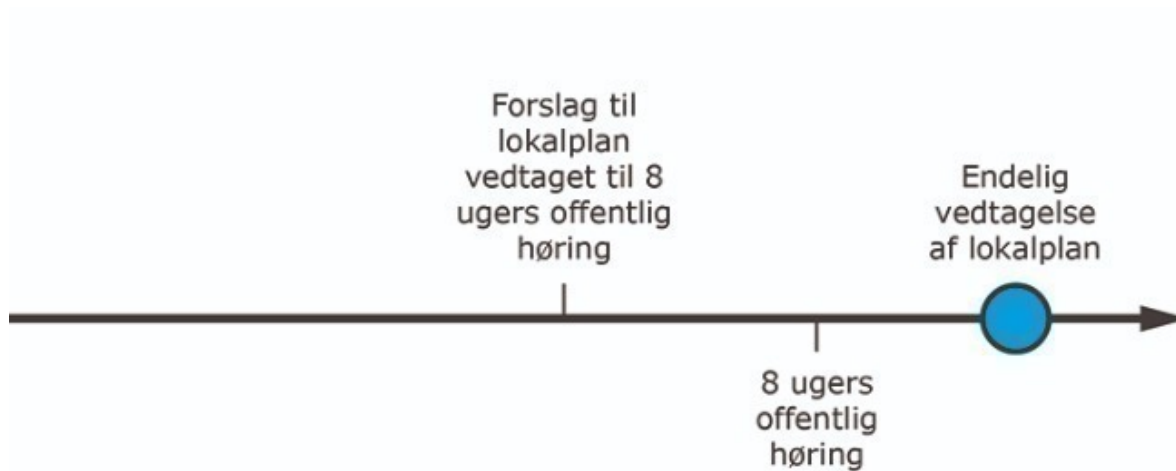 Forslag til
lokalplan
vedtaget til 8
ugers offentlig
høring
Endelig
vedtagelse
af lokalplan
8 ugers
offentlig
høring